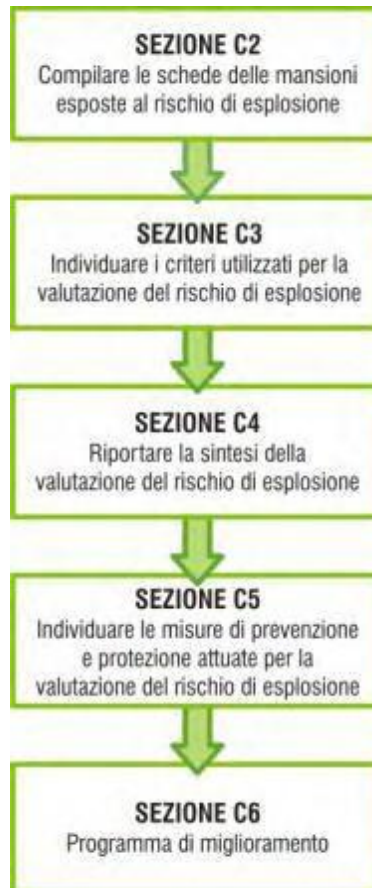 SEZIONE C2
Compilare le schede delle mansioni
esposte al rischio di esplosione
SEZIONE C3
Individuare i criteri utilizzati per la
valutazione del rischio di esplosione
SEZIONE C4
Riportare la sintesi della
valutazione del rischio di esplosione
SEZIONE C5
Individuare le misure di prevenzione
e protezione attuate per la
valutazione del rischio di esplosione
SEZIONE C6
Programma di miglioramento